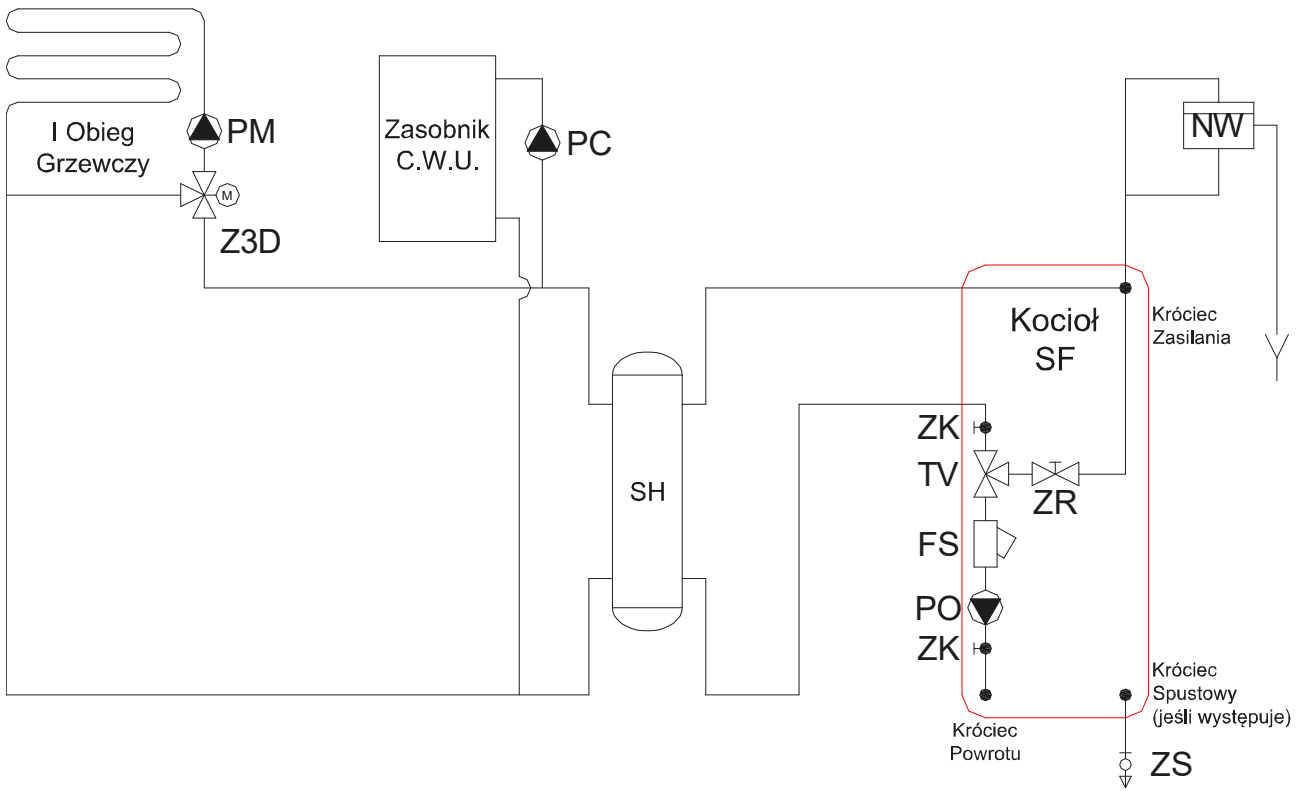 I Obieg
Grzewczy
PM
M
Z3D
Zasobnik
C.W.U.
PC
NW
Kocioł
SF
Króciec
Zasilania
SH
ZK
TV
ZR
FS
PO
ZK
Króciec
Powrotu
Króciec
Spustowy
(jeśli występuje)
ZS